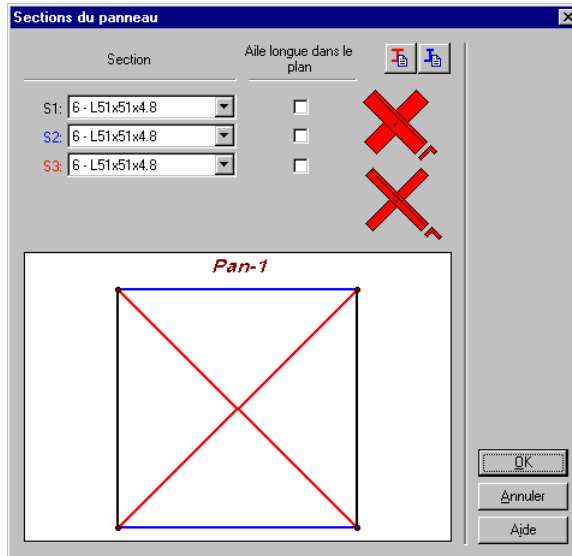 Sections du panneau
Section
Aile longue dans le
plan
S1: 6 - L51x51x4.8
S2: 6 - L51x51x4.8
S3: 6 - L51x51x4.8
Pan-1
OK
Annuler
Aide